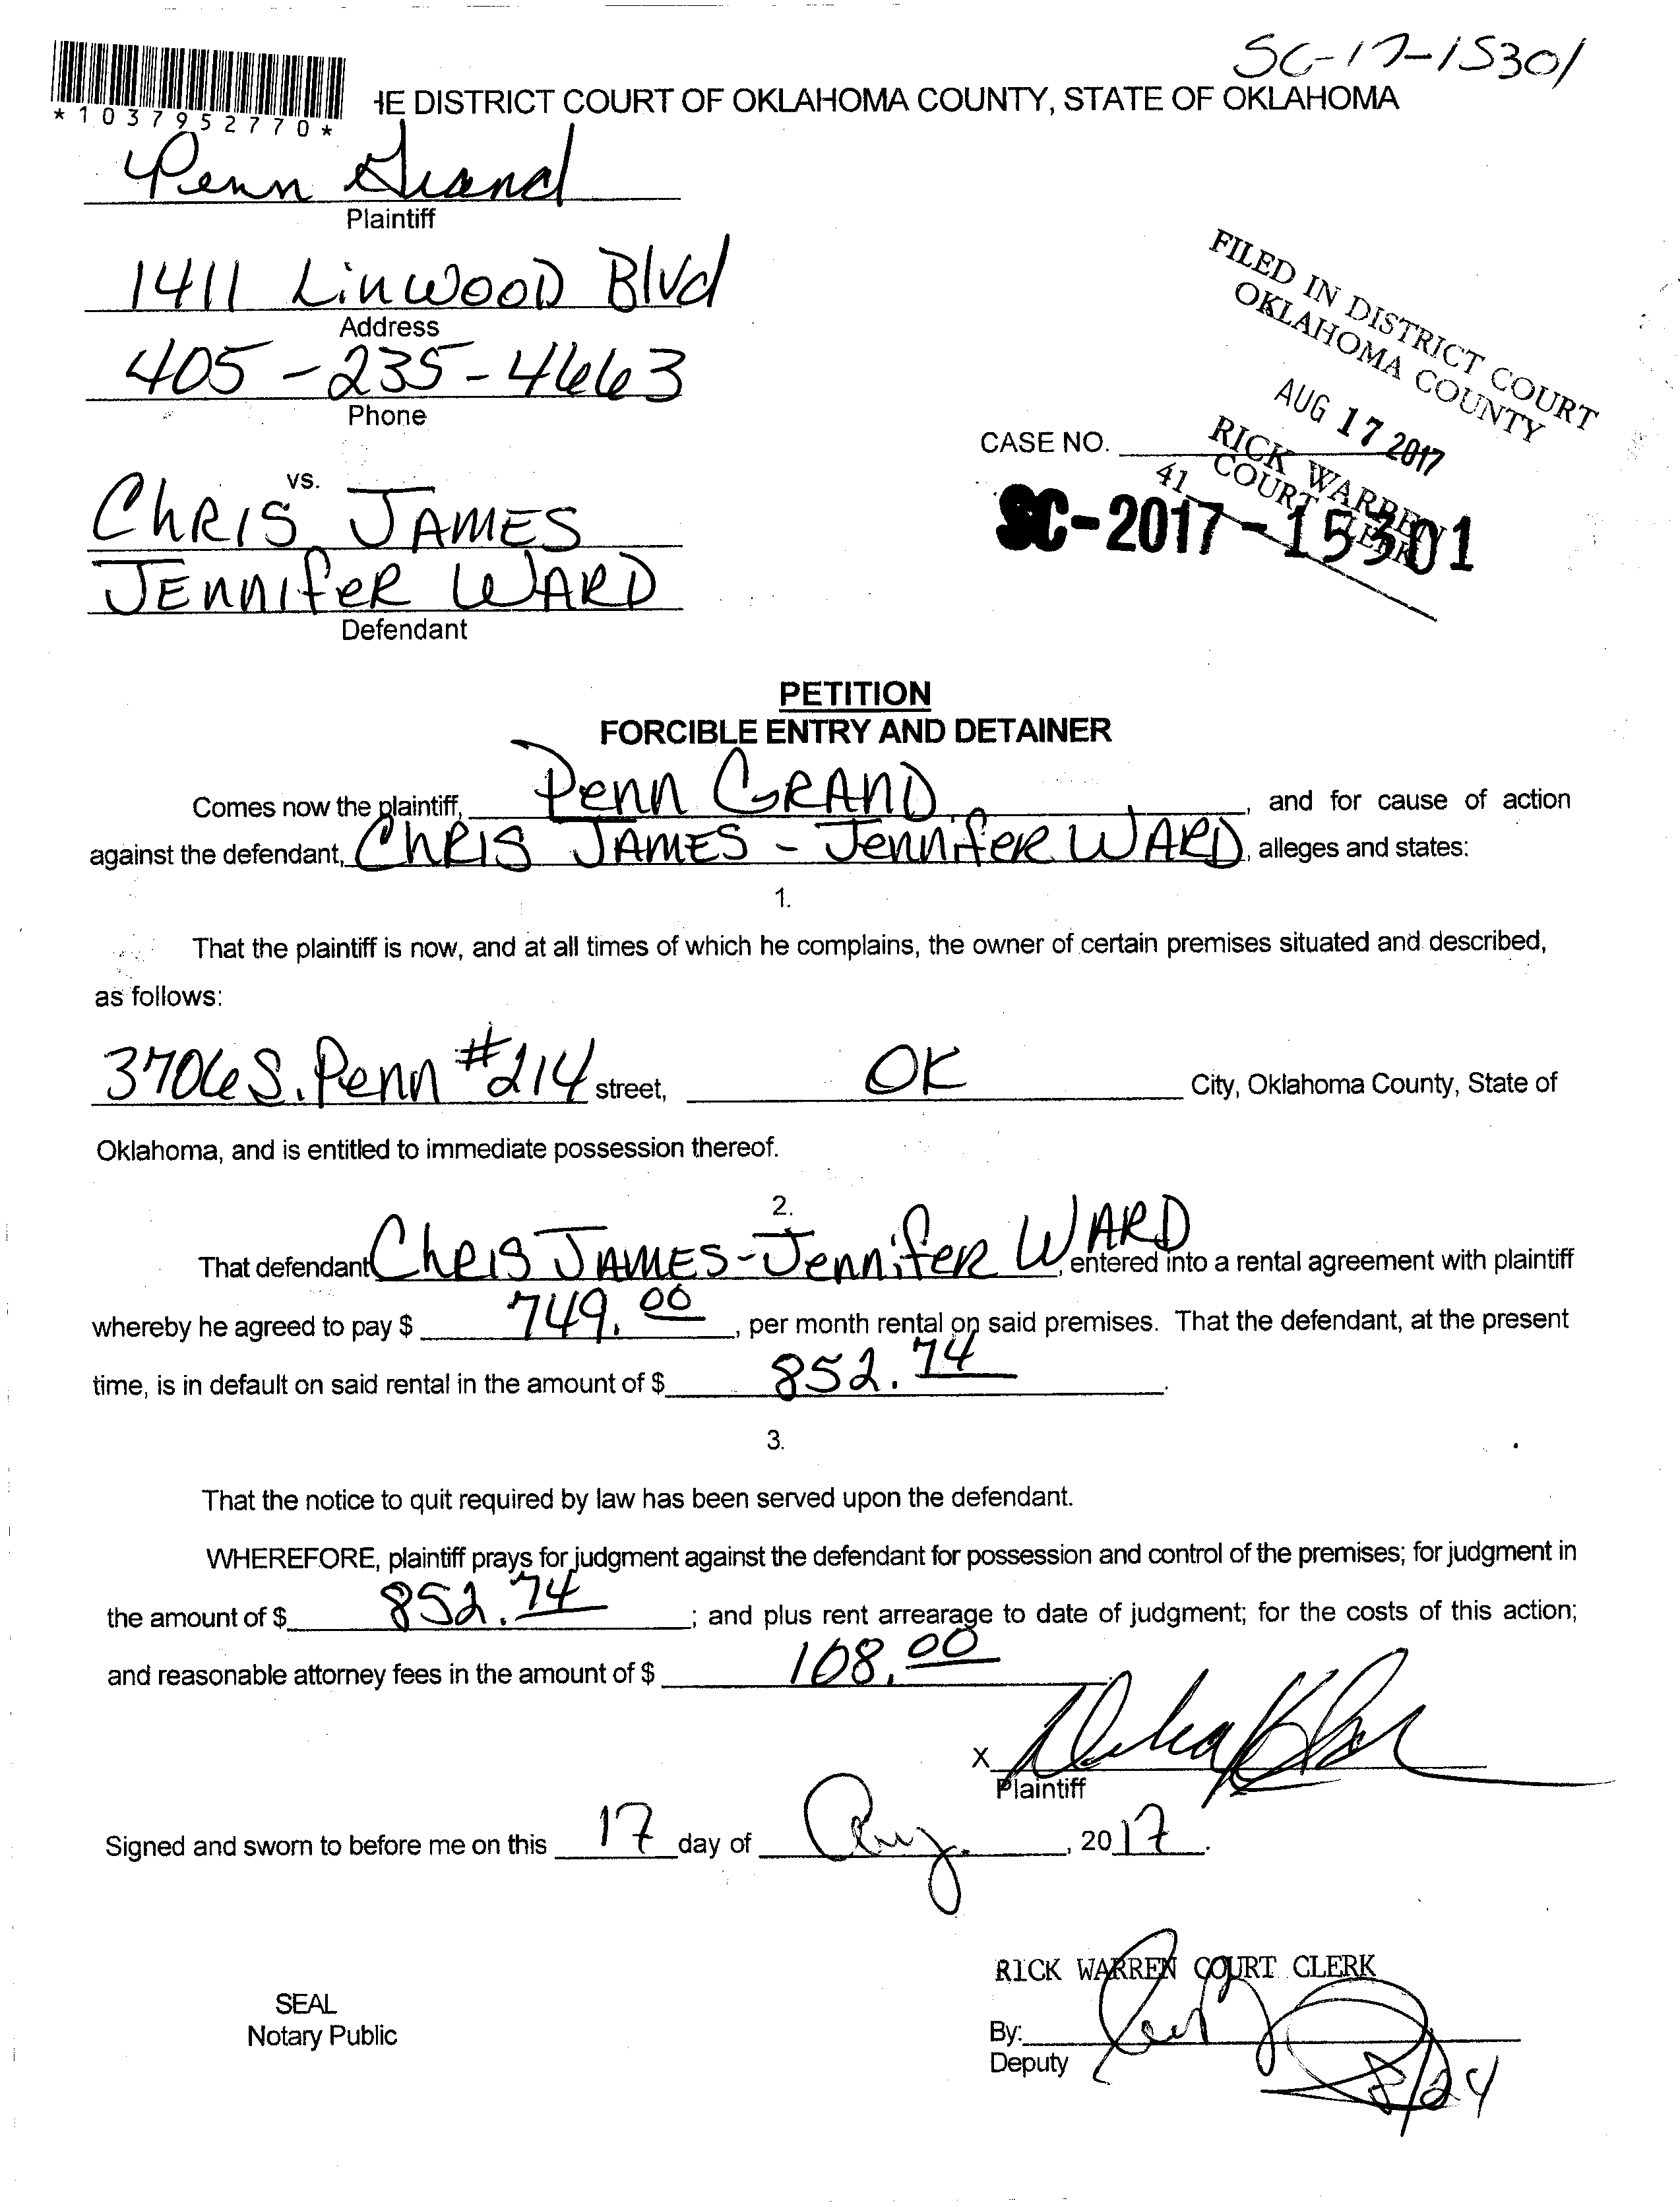 SC-17-15301
*1037952770*
HE DISTRICT COURT OF OKLAHOMA COUNTY, STATE OF OKLAHOMA
Penn Grand
Plaintiff
1411 Linwood Blvd
Address
405-235-4663
Phone
FILED IN DISTRICT COURT
OKLAHOMA COUNTY
AUG 17 2017
RICK WARREN
COURT CLERK
41
CASE NO.
SC-2017-15301
vs.
Chris James
Jennifer Ward
Defendant
PETITION
FORCIBLE ENTRY AND DETAINER
Comes now the plaintiff, Penn Grand, and for cause of action
against the defendant, Chris James - Jennifer Ward, alleges and states:
1.
That the plaintiff is now, and at all times of which he complains, the owner of certain premises situated and described,
as follows:
3706 S. Penn #214 street, OK City, Oklahoma County, State of
Oklahoma, and is entitled to immediate possession thereof.
2.
That defendant Chris James-Jennifer Ward, entered into a rental agreement with plaintiff
whereby he agreed to pay $ 749.00, per month rental on said premises. That the defendant, at the present
time, is in default on said rental in the amount of $ 852.74.
3.
That the notice to quit required by law has been served upon the defendant.
WHEREFORE, plaintiff prays for judgment against the defendant for possession and control of the premises; for judgment in
the amount of $ 852.74; and plus rent arrearage to date of judgment; for the costs of this action;
and reasonable attorney fees in the amount of $ 108.00
X
Plaintiff
Signed and sworn to before me on this 17 day of Aug., 2017.
RICK WARREN COURT CLERK
SEAL
Notary Public
By:
Deputy
8/24